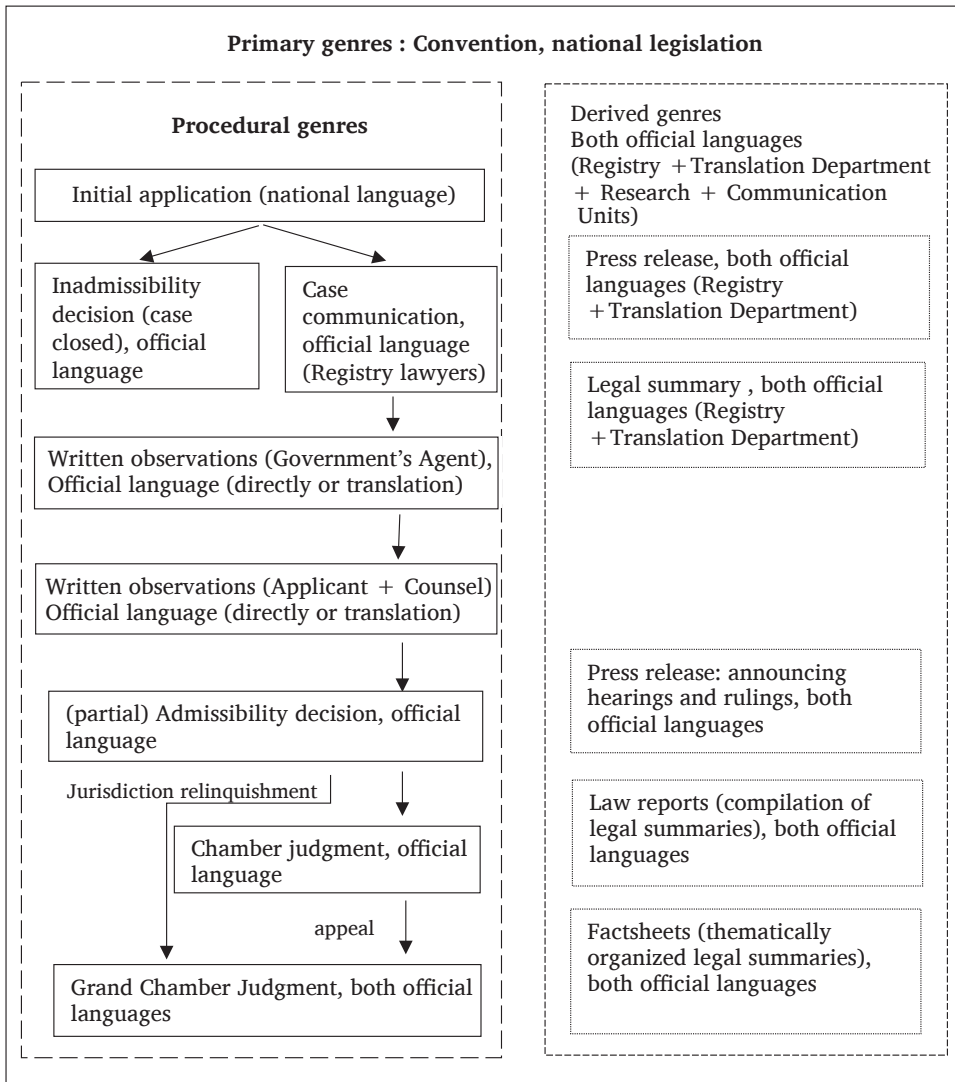 Primary genres : Convention, national legislation
Procedural genres
Initial application (national language)
Inadmissibility
decision (case
closed), official
language
Case
communication,
official language
(Registry lawyers)
Written observations (Government’s Agent),
Official language (directly or translation)
Written observations (Applicant + Counsel)
Official language (directly or translation)
(partial) Admissibility decision, official
language
Jurisdiction relinquishment
Chamber judgment, official
language
appeal
Grand Chamber Judgment, both official
languages
Derived genres
Both official languages
(Registry +Translation Department
+ Research + Communication
Units)
Press release, both official
languages (Registry
+Translation Department)
Legal summary , both official
languages (Registry
+Translation Department)
Press release: announcing
hearings and rulings, both
official languages
Law reports (compilation of
legal summaries), both official
languages
Factsheets (thematically
organized legal summaries),
both official languages